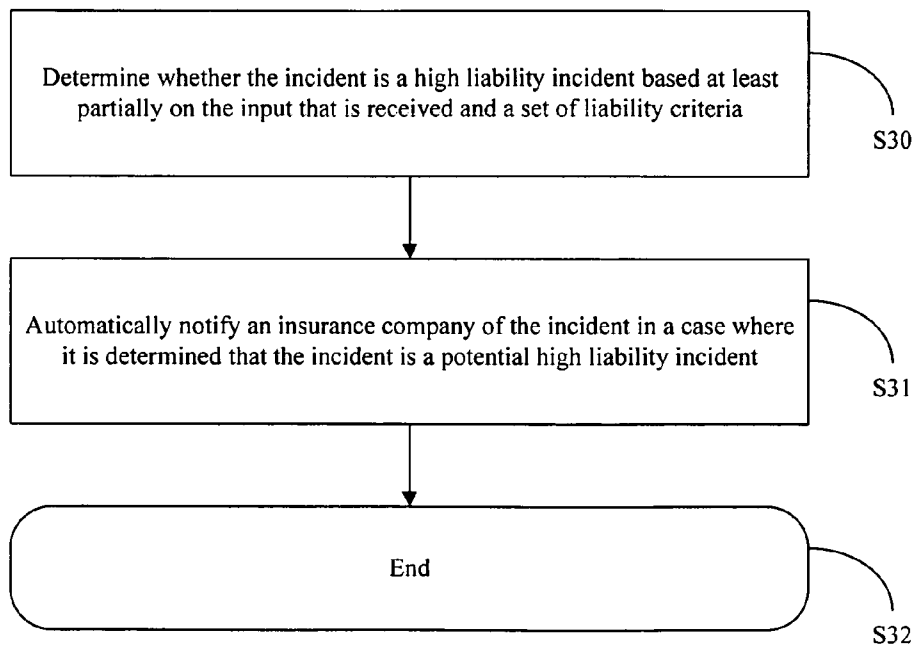 Determine whether the incident is a high liability incident based at least
partially on the input that is received and a set of liability criteria
S30
Automatically notify an insurance company of the incident in a case where
it is determined that the incident is a potential high liability incident
S31
End
S32